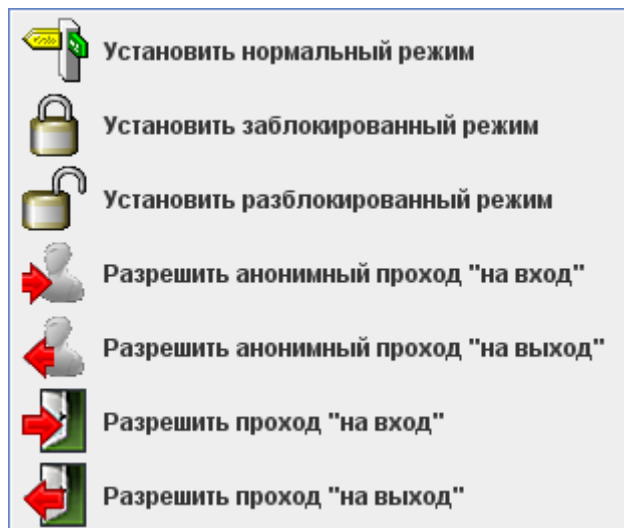 Установить нормальный режим
Установить заблокированный режим
Установить разблокированный режим
Разрешить анонимный проход "на вход"
Разрешить анонимный проход "на выход"
Разрешить проход "на вход"
Разрешить проход "на выход"